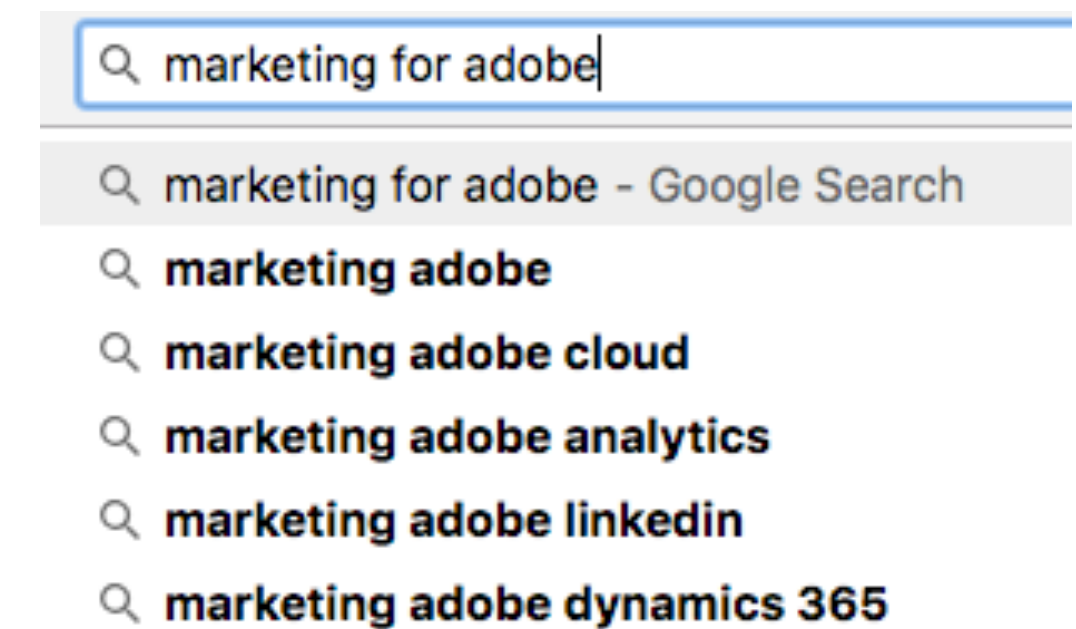 marketing for adobe
marketing for adobe - Google Search
marketing adobe
marketing adobe cloud
marketing adobe analytics
marketing adobe linkedin
marketing adobe dynamics 365